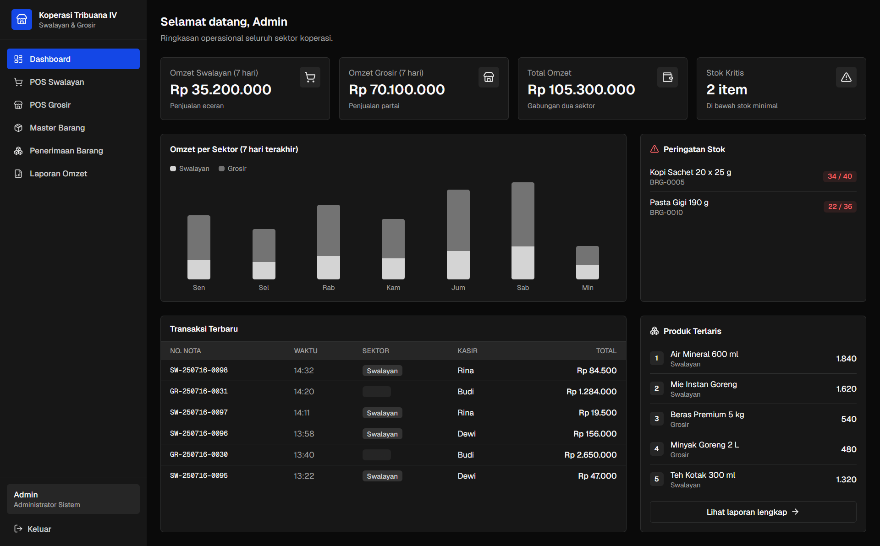 Koperasi Tribuana IV
Swalayan & Grosir
Dashboard
POS Swalayan
POS Grosir
Master Barang
Penerimaan Barang
Laporan Omzet
Admin
Administrator Sistem
Keluar
Selamat datang, Admin
Ringkasan operasional seluruh sektor koperasi.
Omzet Swalayan (7 hari)
Rp 35.200.000
Penjualan eceran
Omzet Grosir (7 hari)
Rp 70.100.000
Penjualan partai
Total Omzet
Rp 105.300.000
Gabungan dua sektor
Stok Kritis
2 item
Di bawah stok minimal
Omzet per Sektor (7 hari terakhir)
Swalayan Grosir
Sen Sel Rab Kam Jum Sab Min
Peringatan Stok
Kopi Sachet 20 x 25 g 34 / 40
BRG-0005
Pasta Gigi 190 g 22 / 36
BRG-0010
Transaksi Terbaru
NO. NOTA WAKTU SEKTOR KASIR TOTAL
SW-250716-0098 14:32 Swalayan Rina Rp 84.500
GR-250716-0031 14:20 Budi Rp 1.284.000
SW-250716-0097 14:11 Swalayan Rina Rp 19.500
SW-250716-0096 13:58 Swalayan Dewi Rp 156.000
GR-250716-0030 13:40 Budi Rp 2.650.000
SW-250716-0095 13:22 Swalayan Dewi Rp 47.000
Produk Terlaris
1 Air Mineral 600 ml 1.840
Swalayan
2 Mie Instan Goreng 1.620
Swalayan
3 Beras Premium 5 kg 540
Grosir
4 Minyak Goreng 2 L 480
Grosir
5 Teh Kotak 300 ml 1.320
Swalayan
Lihat laporan lengkap →